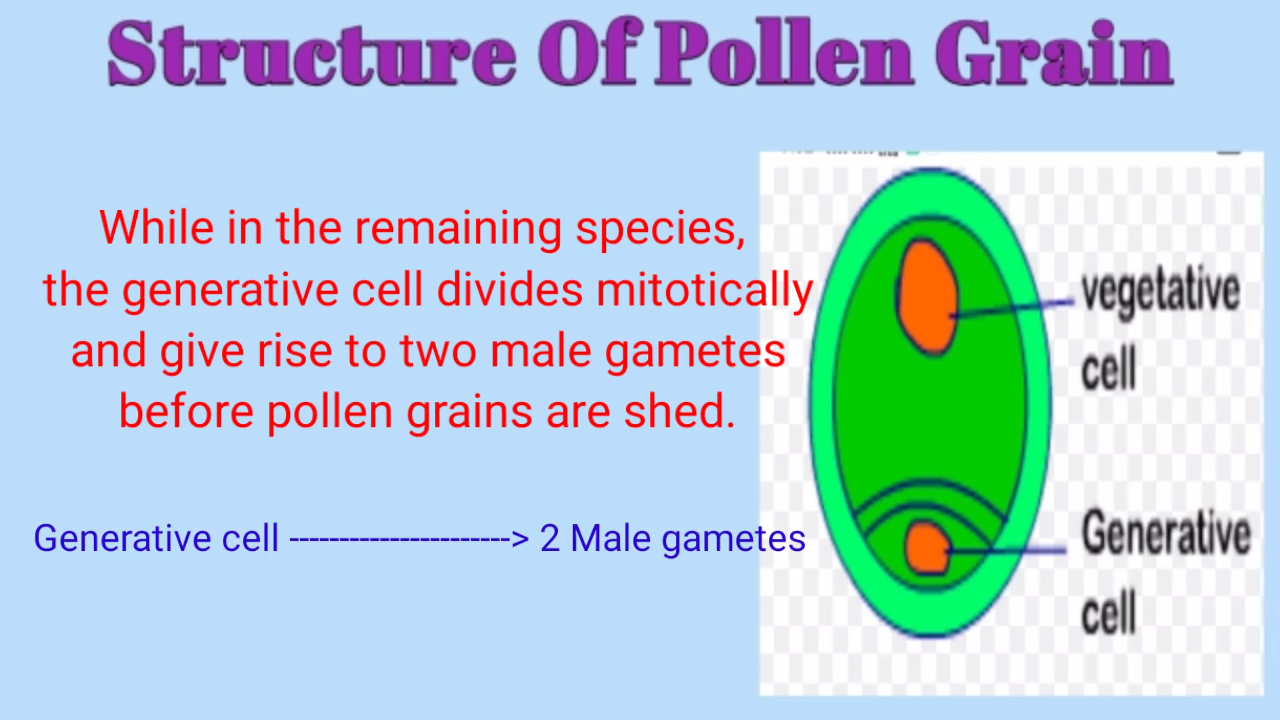 Structure Of Pollen Grain
While in the remaining species,
the generative cell divides mitotically
and give rise to two male gametes
before pollen grains are shed.
Generative cell ----------------------> 2 Male gametes
vegetative
cell
Generative
cell